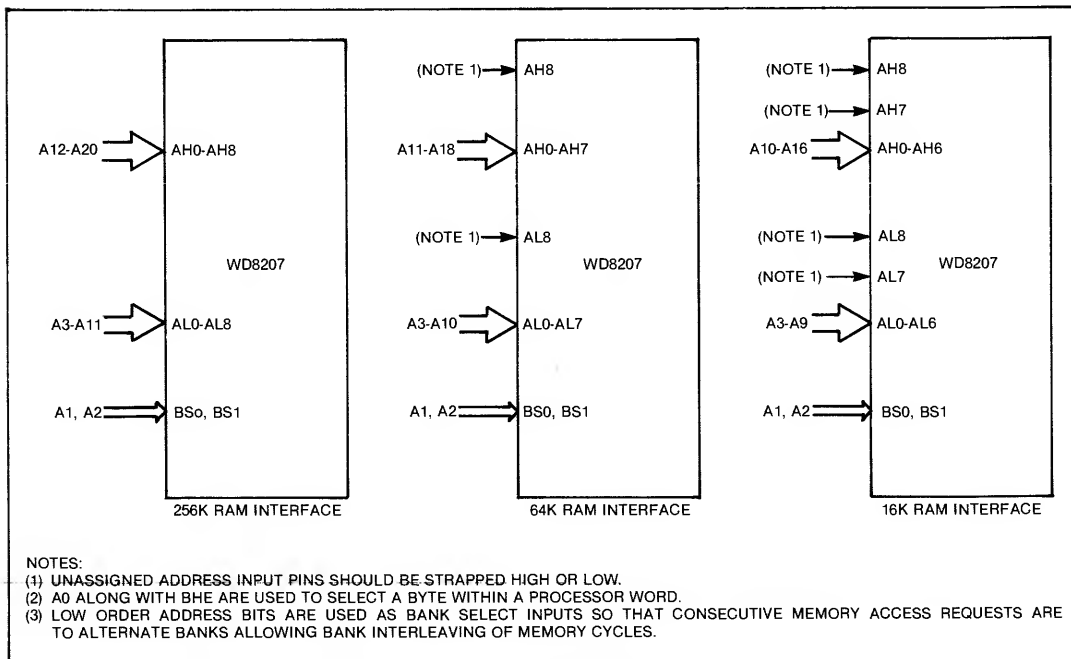 A12-A20
AH0-AH8
WD8207
A3-A11
AL0-AL8
A1, A2
BSo, BS1
256K RAM INTERFACE
(NOTE 1)
AH8
A11-A18
AH0-AH7
(NOTE 1)
AL8
WD8207
A3-A10
AL0-AL7
A1, A2
BS0, BS1
64K RAM INTERFACE
(NOTE 1)
AH8
(NOTE 1)
AH7
A10-A16
AH0-AH6
(NOTE 1)
AL8
WD8207
(NOTE 1)
AL7
A3-A9
AL0-AL6
A1, A2
BS0, BS1
16K RAM INTERFACE
NOTES:
(1) UNASSIGNED ADDRESS INPUT PINS SHOULD BE STRAPPED HIGH OR LOW.
(2) A0 ALONG WITH BHE ARE USED TO SELECT A BYTE WITHIN A PROCESSOR WORD.
(3) LOW ORDER ADDRESS BITS ARE USED AS BANK SELECT INPUTS SO THAT CONSECUTIVE MEMORY ACCESS REQUESTS ARE
TO ALTERNATE BANKS ALLOWING BANK INTERLEAVING OF MEMORY CYCLES.